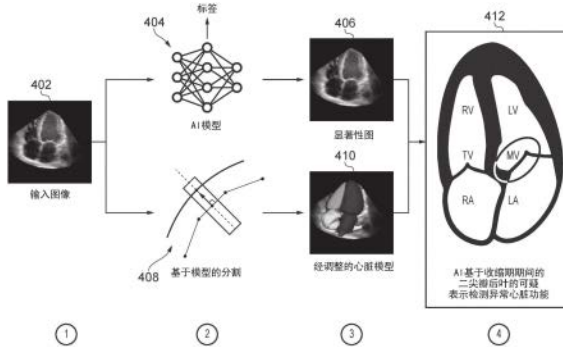 标签
404
406
412
402
AI模型
显著性图
RV
LV
TV
MV
RA
LA
输入图像
410
408
基于模型的分割
经调整的心脏模型
AI基于收缩期期间的
二尖瓣后叶的可疑
表示检测异常心脏功能
1
2
3
4